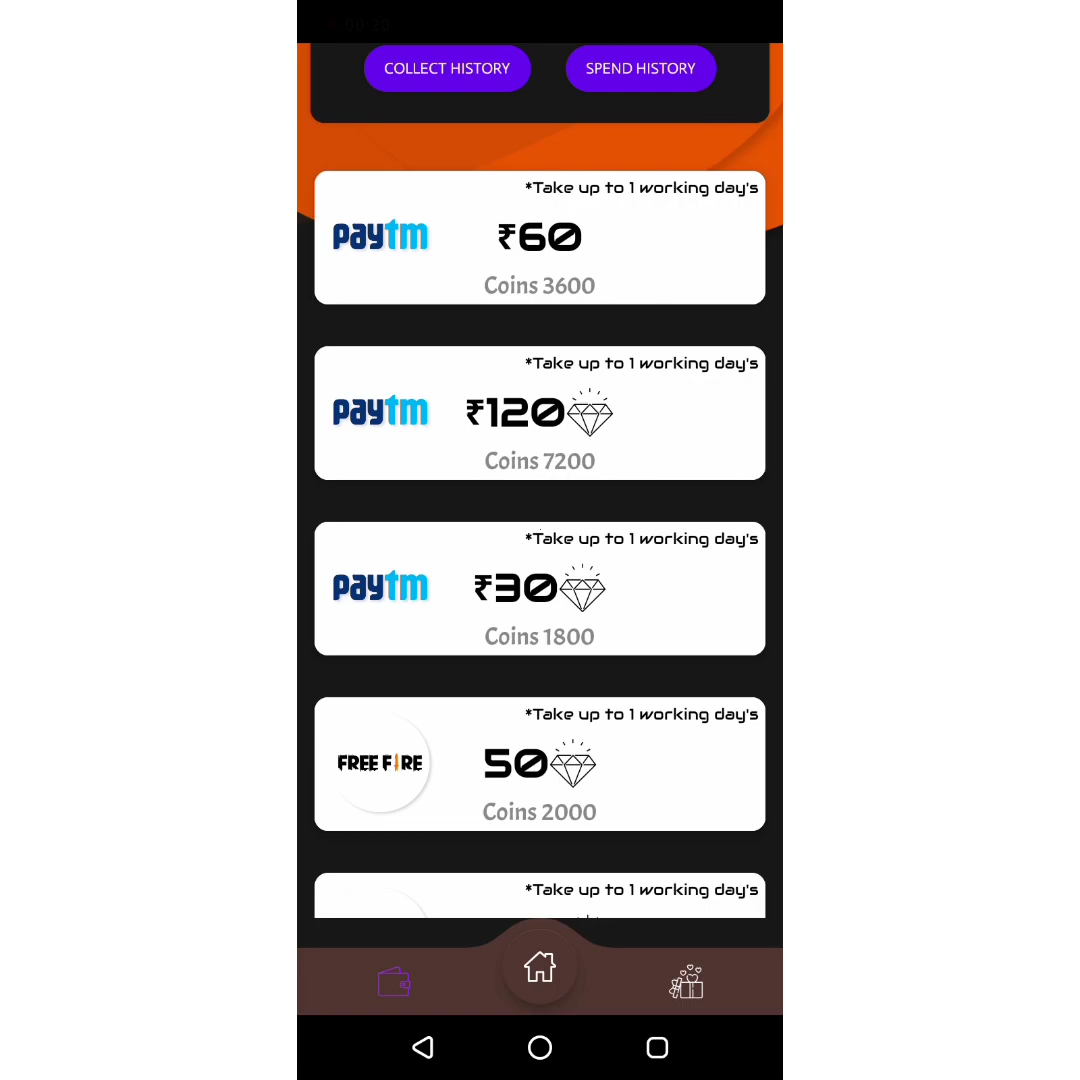 00:20
COLLECT HISTORY
SPEND HISTORY
*Take up to 1 working day's
paytm
₹60
Coins 3600
*Take up to 1 working day's
paytm
₹120
Coins 7200
*Take up to 1 working day's
paytm
₹30
Coins 1800
*Take up to 1 working day's
FREE FIRE
50
Coins 2000
*Take up to 1 working day's